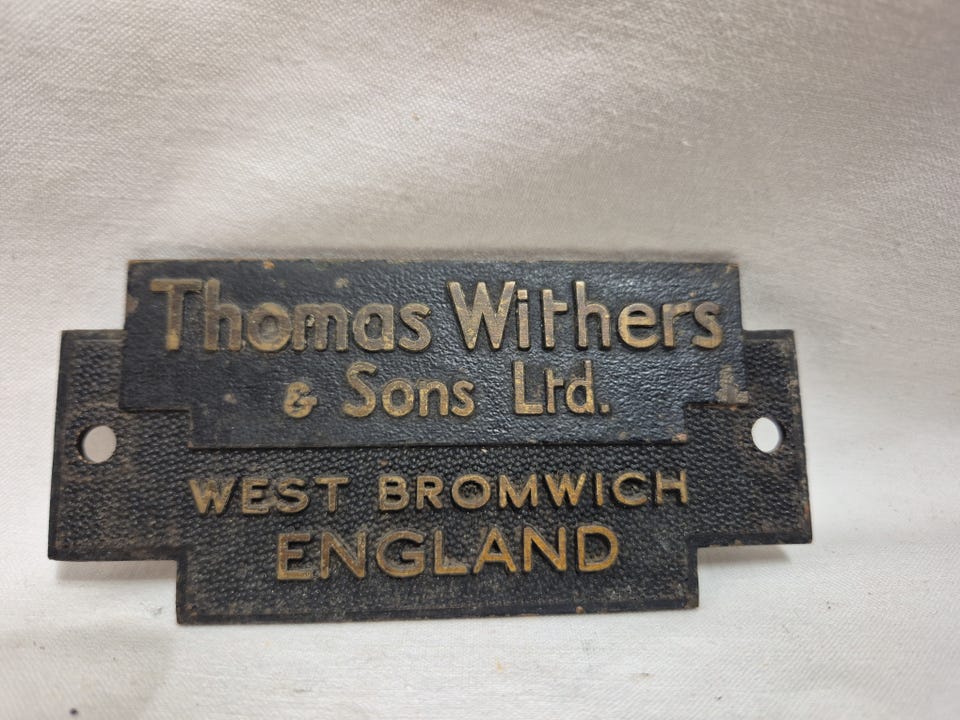 Thomas Withers
& Sons Ltd.
WEST BROMWICH
ENGLAND